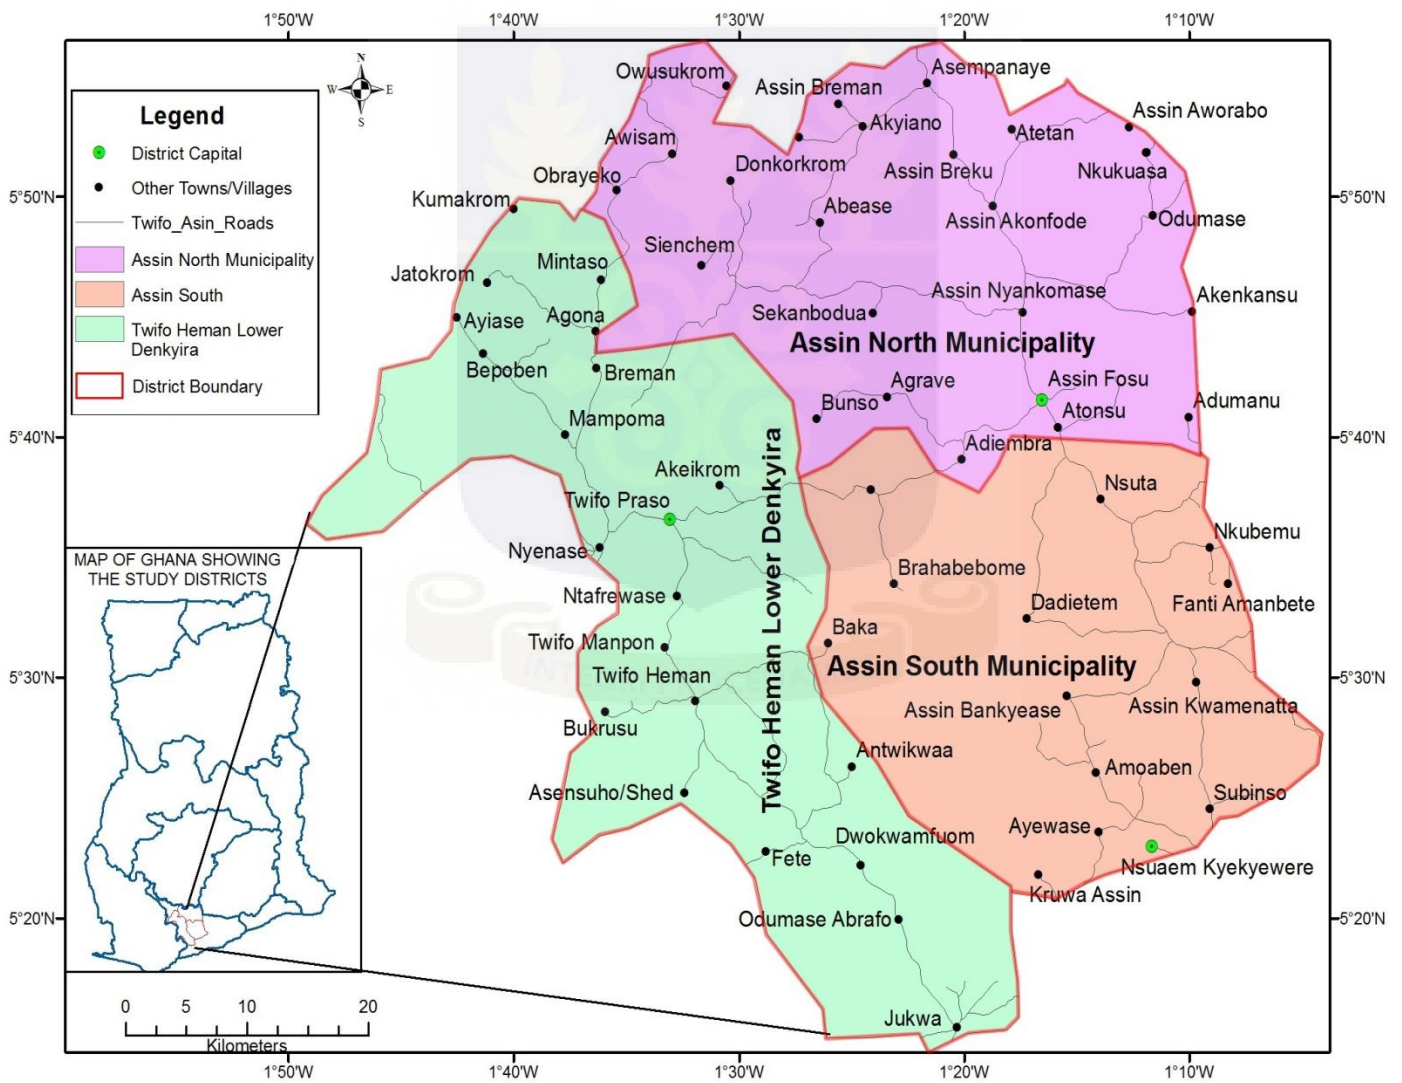 1°50'W 1°40'W 1°30'W 1°20'W 1°10'W
N
W E
S
Legend
District Capital
Other Towns/Villages
Twifo_Asin_Roads
Assin North Municipality
Assin South
Twifo Heman Lower
Denkyira
District Boundary
Owusukrom
Assin Breman
Asempanaye
Akyiano
Atetan
Assin Aworabo
Awisam
Donkorkrom
Assin Breku
Nkukuasa
Obrayeko
5°50'N
Kumakrom
Abease
Assin Akonfode
Odumase
5°50'N
Sienchem
Mintaso
Jatokrom
Assin Nyankomase
Akenkansu
Ayiase
Agona
Sekanbodua
Assin North Municipality
Bepoben
Breman
Agrave
Assin Fosu
Bunso
Atonsu
Adumanu
Mampoma
5°40'N
5°40'N
Adiembra
Akeikrom
Twifo Praso
Nsuta
Nyenase
Nkubemu
Twifo Heman Lower Denkyira
Brahabebome
Ntafrewase
Dadietem
Fanti Amanbete
Baka
Twifo Manpon
Assin South Municipality
Twifo Heman
5°30'N
5°30'N
Bukrusu
Assin Bankyease
Assin Kwamenatta
Antwikwaa
Amoaben
Asensuho/Shed
Subinso
Dwokwamfuom
Ayewase
Fete
Nsuaem Kyekyewere
Kruwa Assin
Odumase Abrafo
5°20'N
5°20'N
Jukwa
MAP OF GHANA SHOWING
THE STUDY DISTRICTS
0 5 10 20
Kilometers
1°50'W 1°40'W 1°30'W 1°20'W 1°10'W